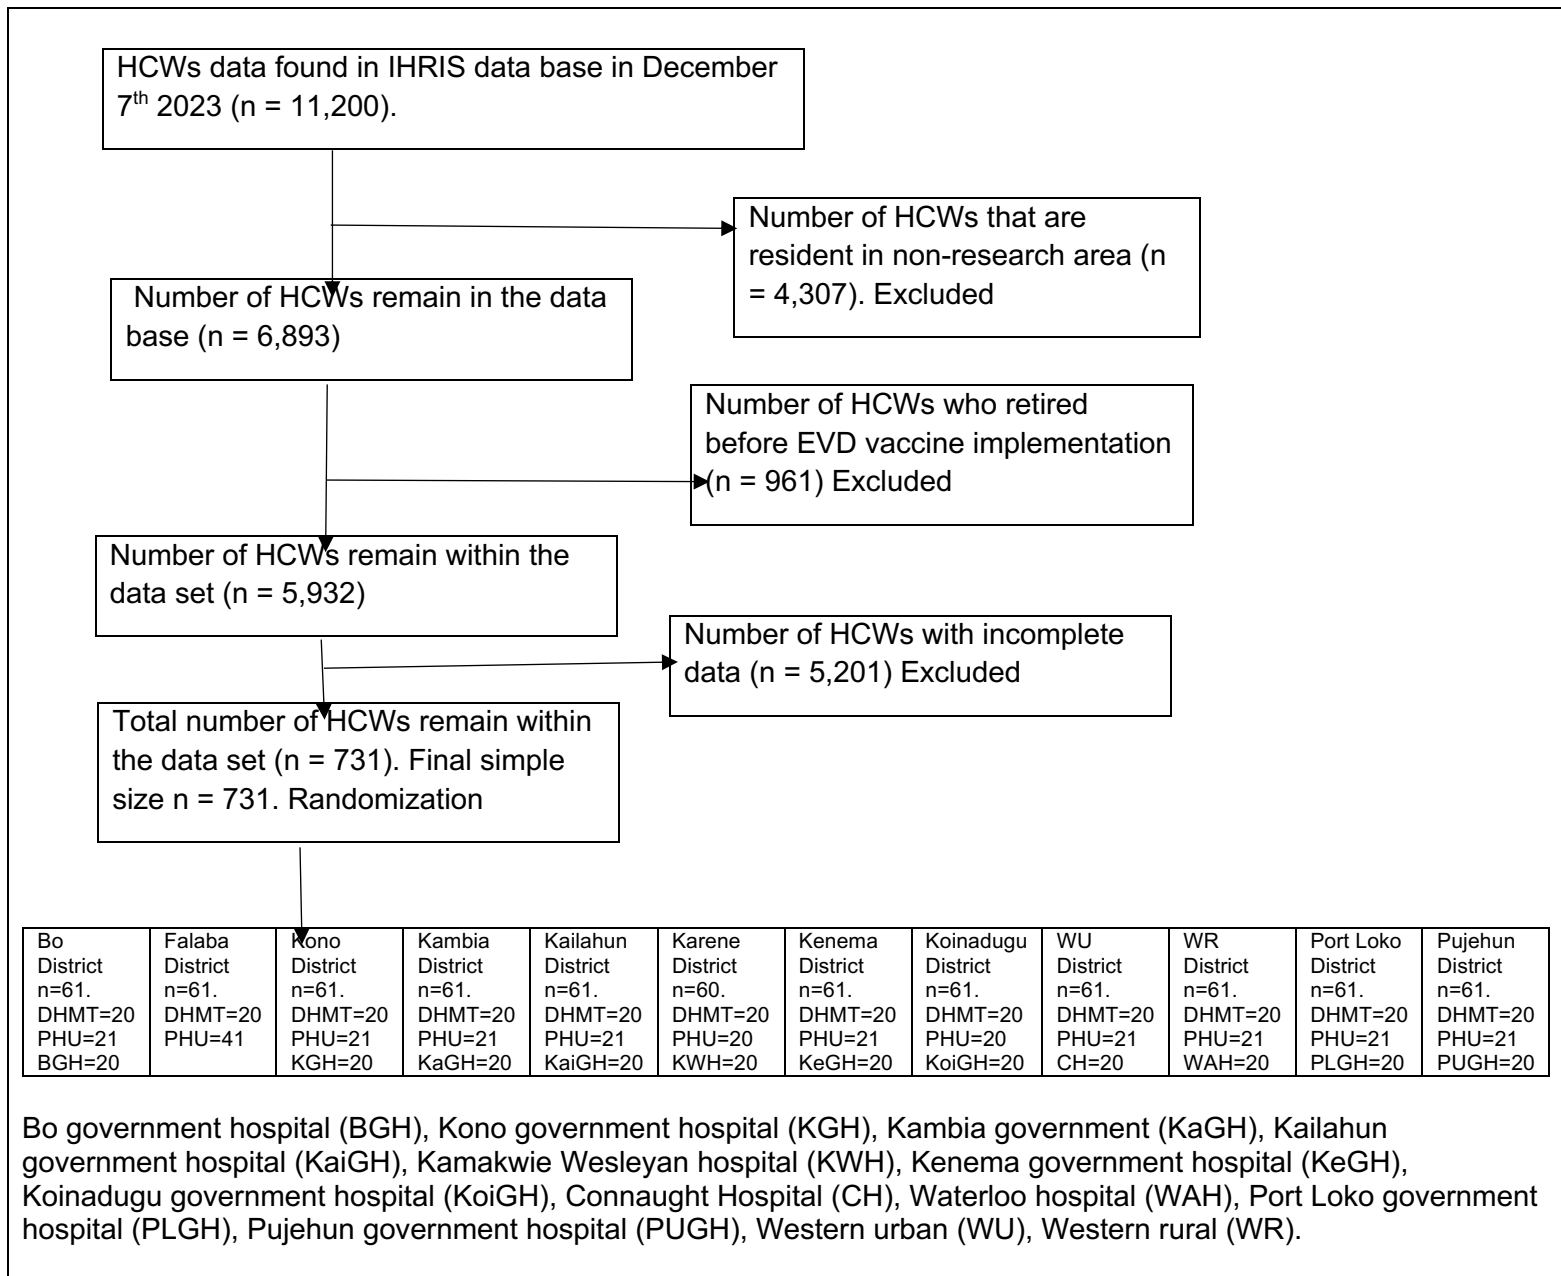 HCWs data found in IHRIS data base in December
7th 2023 (n = 11,200).
Number of HCWs that are
resident in non-research area (n
= 4,307). Excluded
Number of HCWs remain in the data
base (n = 6,893)
Number of HCWs who retired
before EVD vaccine implementation
(n = 961) Excluded
Number of HCWs remain within the
data set (n = 5,932)
Number of HCWs with incomplete
data (n = 5,201) Excluded
Total number of HCWs remain within
the data set (n = 731). Final simple
size n = 731. Randomization
Bo
District
n=61.
DHMT=20
PHU=21
BGH=20
Falaba
District
n=61.
DHMT=20
PHU=41
Kono
District
n=61.
DHMT=20
PHU=21
KGH=20
Kambia
District
n=61.
DHMT=20
PHU=21
KaGH=20
Kailahun
District
n=61.
DHMT=20
PHU=21
KaiGH=20
Karene
District
n=60.
DHMT=20
PHU=20
KWH=20
Kenema
District
n=61.
DHMT=20
PHU=21
KeGH=20
Koinadugu
District
n=61.
DHMT=20
PHU=20
KoiGH=20
WU
District
n=61.
DHMT=20
PHU=21
CH=20
WR
District
n=61.
DHMT=20
PHU=21
WAH=20
Port Loko
District
n=61.
DHMT=20
PHU=21
PLGH=20
Pujehun
District
n=61.
DHMT=20
PHU=21
PUGH=20
Bo government hospital (BGH), Kono government hospital (KGH), Kambia government (KaGH), Kailahun
government hospital (KaiGH), Kamakwie Wesleyan hospital (KWH), Kenema government hospital (KeGH),
Koinadugu government hospital (KoiGH), Connaught Hospital (CH), Waterloo hospital (WAH), Port Loko government
hospital (PLGH), Pujehun government hospital (PUGH), Western urban (WU), Western rural (WR).